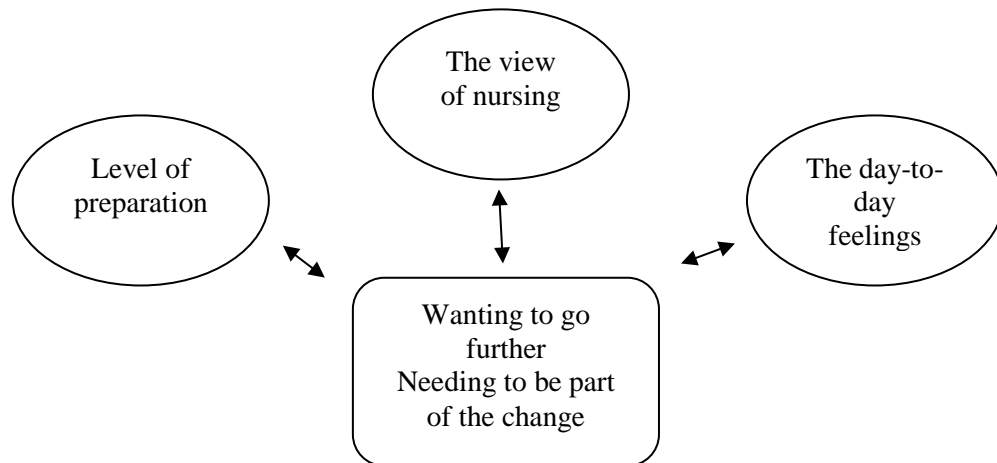 The view
of nursing
Level of
preparation
The day-to-
day
feelings
Wanting to go
further
Needing to be part
of the change